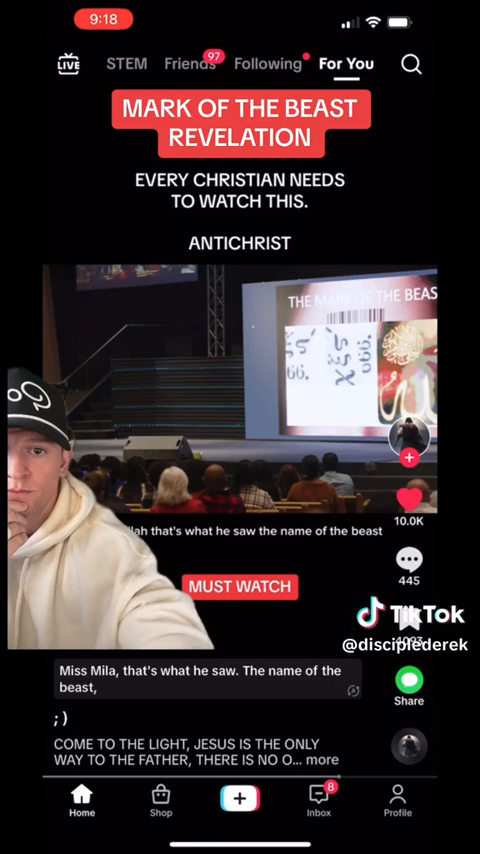 9:18
LIVE
STEM
Friends
97
Following
For You
MARK OF THE BEAST
REVELATION
EVERY CHRISTIAN NEEDS
TO WATCH THIS.
ANTICHRIST
THE MARK OF THE BEAS
66.
666.
lah that's what he saw the name of the beast
MUST WATCH
10.0K
445
TikTok
@disciplederek
4093
Share
Miss Mila, that's what he saw. The name of the
beast,
; )
COME TO THE LIGHT, JESUS IS THE ONLY
WAY TO THE FATHER, THERE IS NO O... more
Home
Shop
8
Inbox
Profile